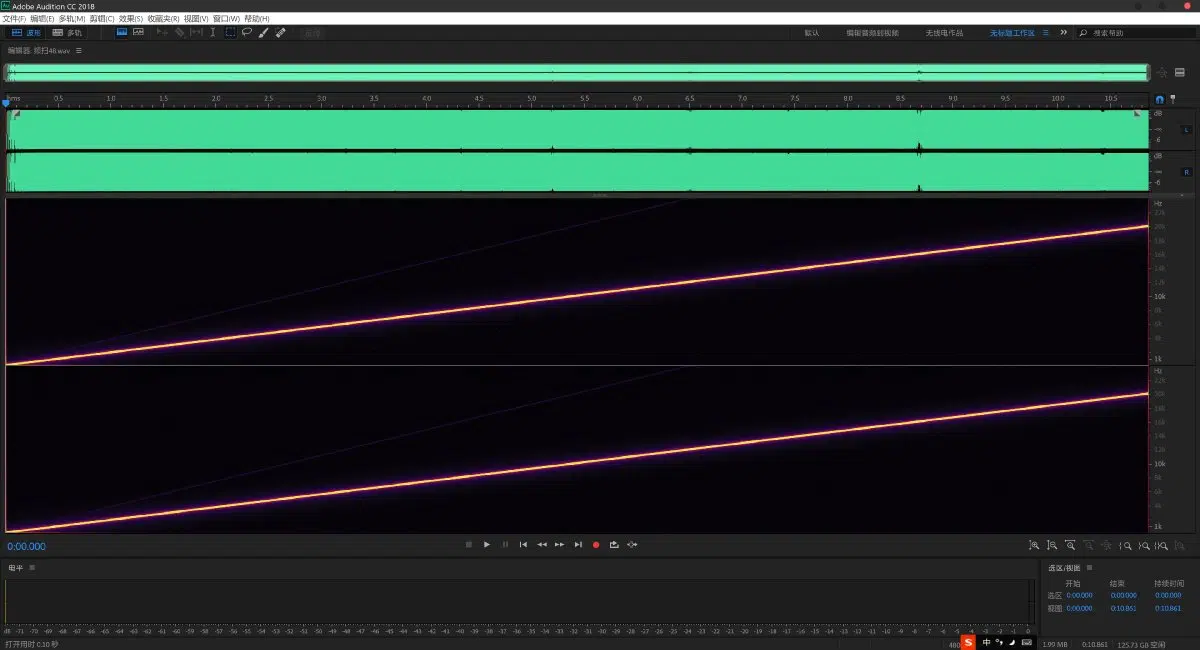 Adobe Audition CC 2018
文件(F) 编辑(E) 多轨(M) 剪辑(C) 效果(S) 收藏夹(R) 视图(V) 窗口(W) 帮助(H)
波形 多轨 默认 编辑音频到视频 无线电作品 无标题工作区 搜索帮助
编辑器: 频扫48.wav
hms 0.5 1.0 1.5 2.0 2.5 3.0 3.5 4.0 4.5 5.0 5.5 6.0 6.5 7.0 7.5 8.0 8.5 9.0 9.5 10.0 10.5
dB
-∞
-6
L
dB
-∞
-6
R
Hz
22k
20k
18k
16k
14k
12k
10k
8k
6k
4k
1k
Hz
22k
20k
18k
16k
14k
12k
10k
8k
6k
4k
1k
0:00.000
电平
选区/视图
开始 结束 持续时间
选区 0:00.000 0:00.000 0:00.000
视图 0:00.000 0:10.861 0:10.861
dB -71 -70 -69 -68 -67 -66 -65 -64 -63 -62 -61 -60 -59 -58 -57 -56 -55 -54 -53 -52 -51 -50 -49 -48 -47 -46 -45 -44 -43 -42 -41 -40 -39 -38 -37 -36 -35 -34 -33 -32 -31 -30 -29 -28 -27 -26 -25 -24 -23 -22 -21 -20 -19 -18 -17 -16 -15 -14 -13 -12 -11 -10 -9 -8 -7 -6 -5 -4 -3 -2 -1 0
打开用时 0.10 秒 480 S 中 1.99 MB 0:10.861 125.73 GB 空闲